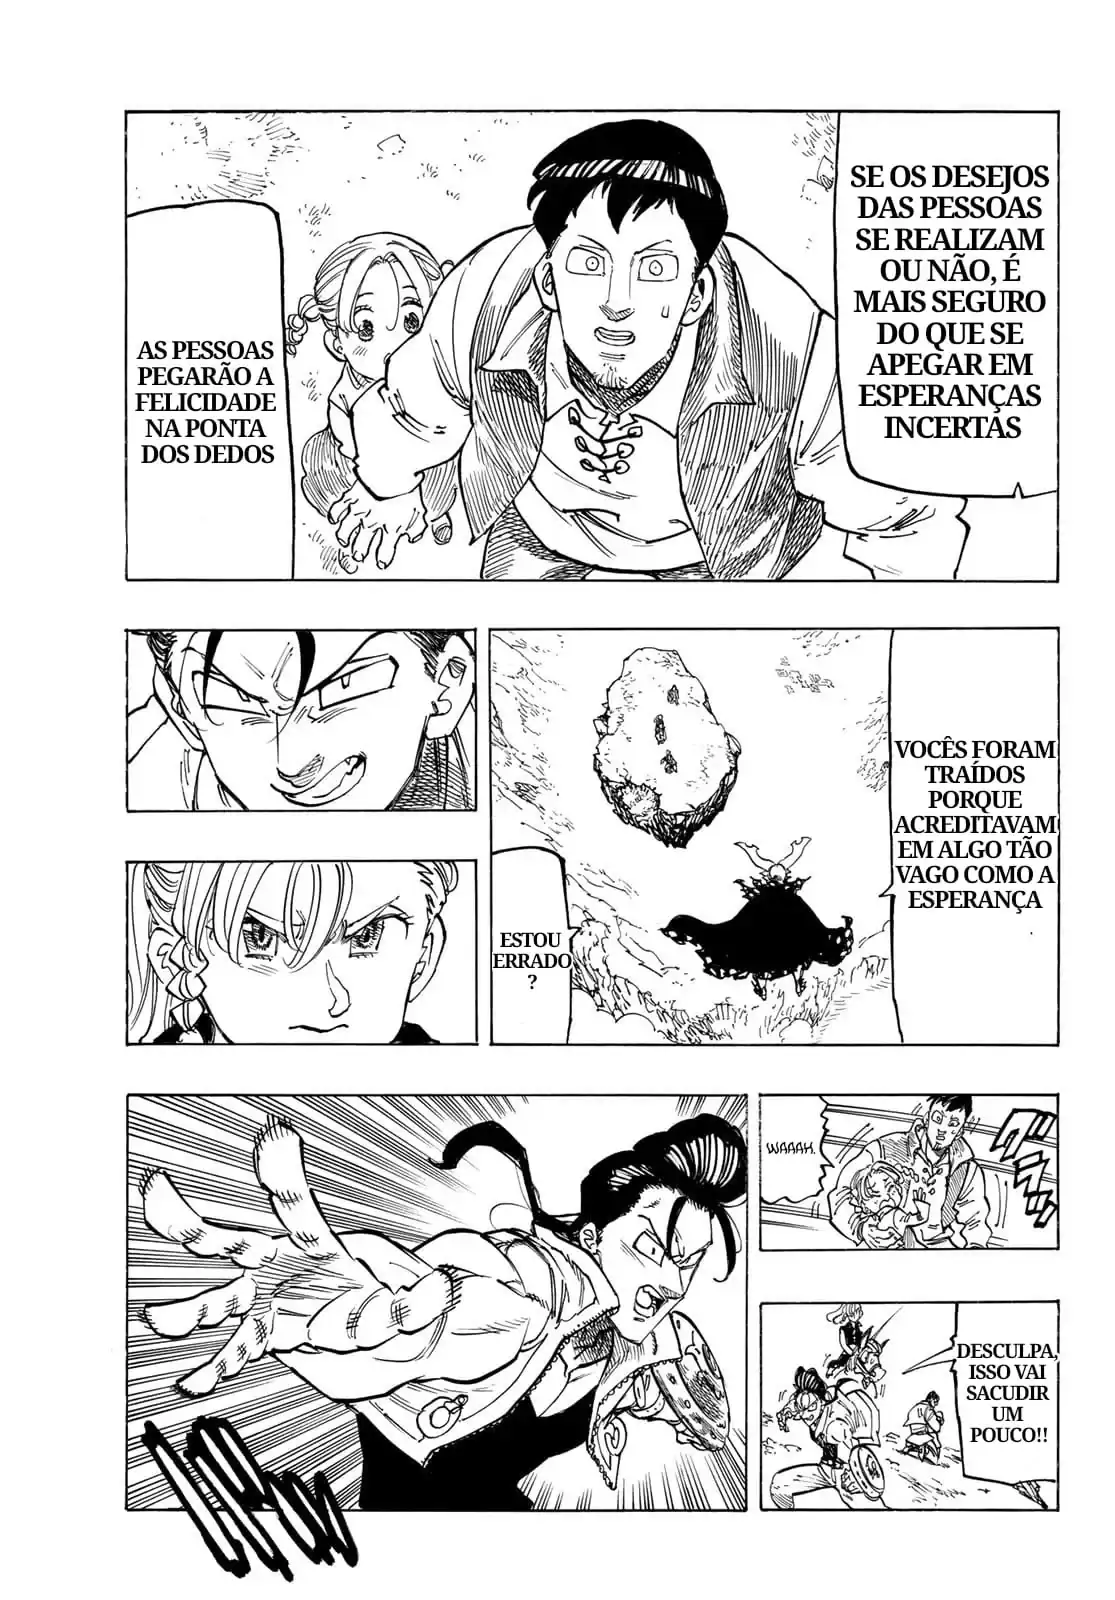 SE OS DESEJOS
DAS PESSOAS
SE REALIZAM
OU NÃO, É
MAIS SEGURO
DO QUE SE
APEGAR EM
ESPERANÇAS
INCERTAS
AS PESSOAS
PEGARÃO A
FELICIDADE
NA PONTA
DOS DEDOS
VOCÊS FORAM
TRAÍDOS
PORQUE
ACREDITAVAM
EM ALGO TÃO
VAGO COMO A
ESPERANÇA
ESTOU
ERRADO
?
WAAAH.
DESCULPA,
ISSO VAI
SACUDIR
UM
POUCO!!